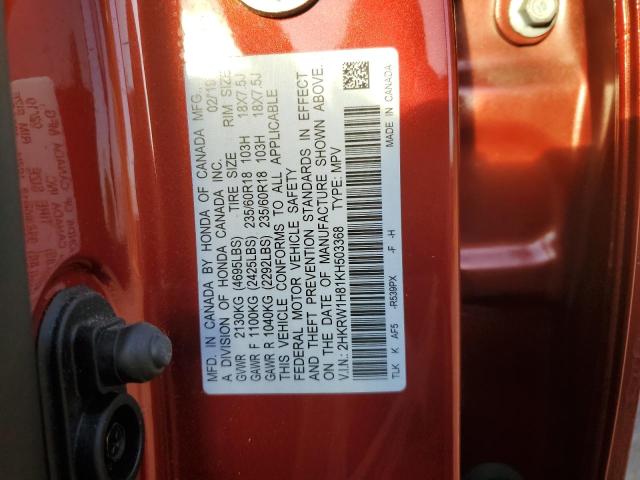 MFD. IN CANADA BY HONDA OF CANADA MFG.
A DIVISION OF HONDA CANADA INC. 02/19
GVWR 2130KG (4695LBS) TIRE SIZE RIM SIZE
GAWR F 1100KG (2425LBS) 235/60R18 103H 18X7.5J
GAWR R 1040KG (2292LBS) 235/60R18 103H 18X7.5J
THIS VEHICLE CONFORMS TO ALL APPLICABLE
FEDERAL MOTOR VEHICLE SAFETY
AND THEFT PREVENTION STANDARDS IN EFFECT
ON THE DATE OF MANUFACTURE SHOWN ABOVE.
V.I.N.: 2HKRW1H81KH503368 TYPE: MPV
TLK K AF5 -R539PX -F -H MADE IN CANADA